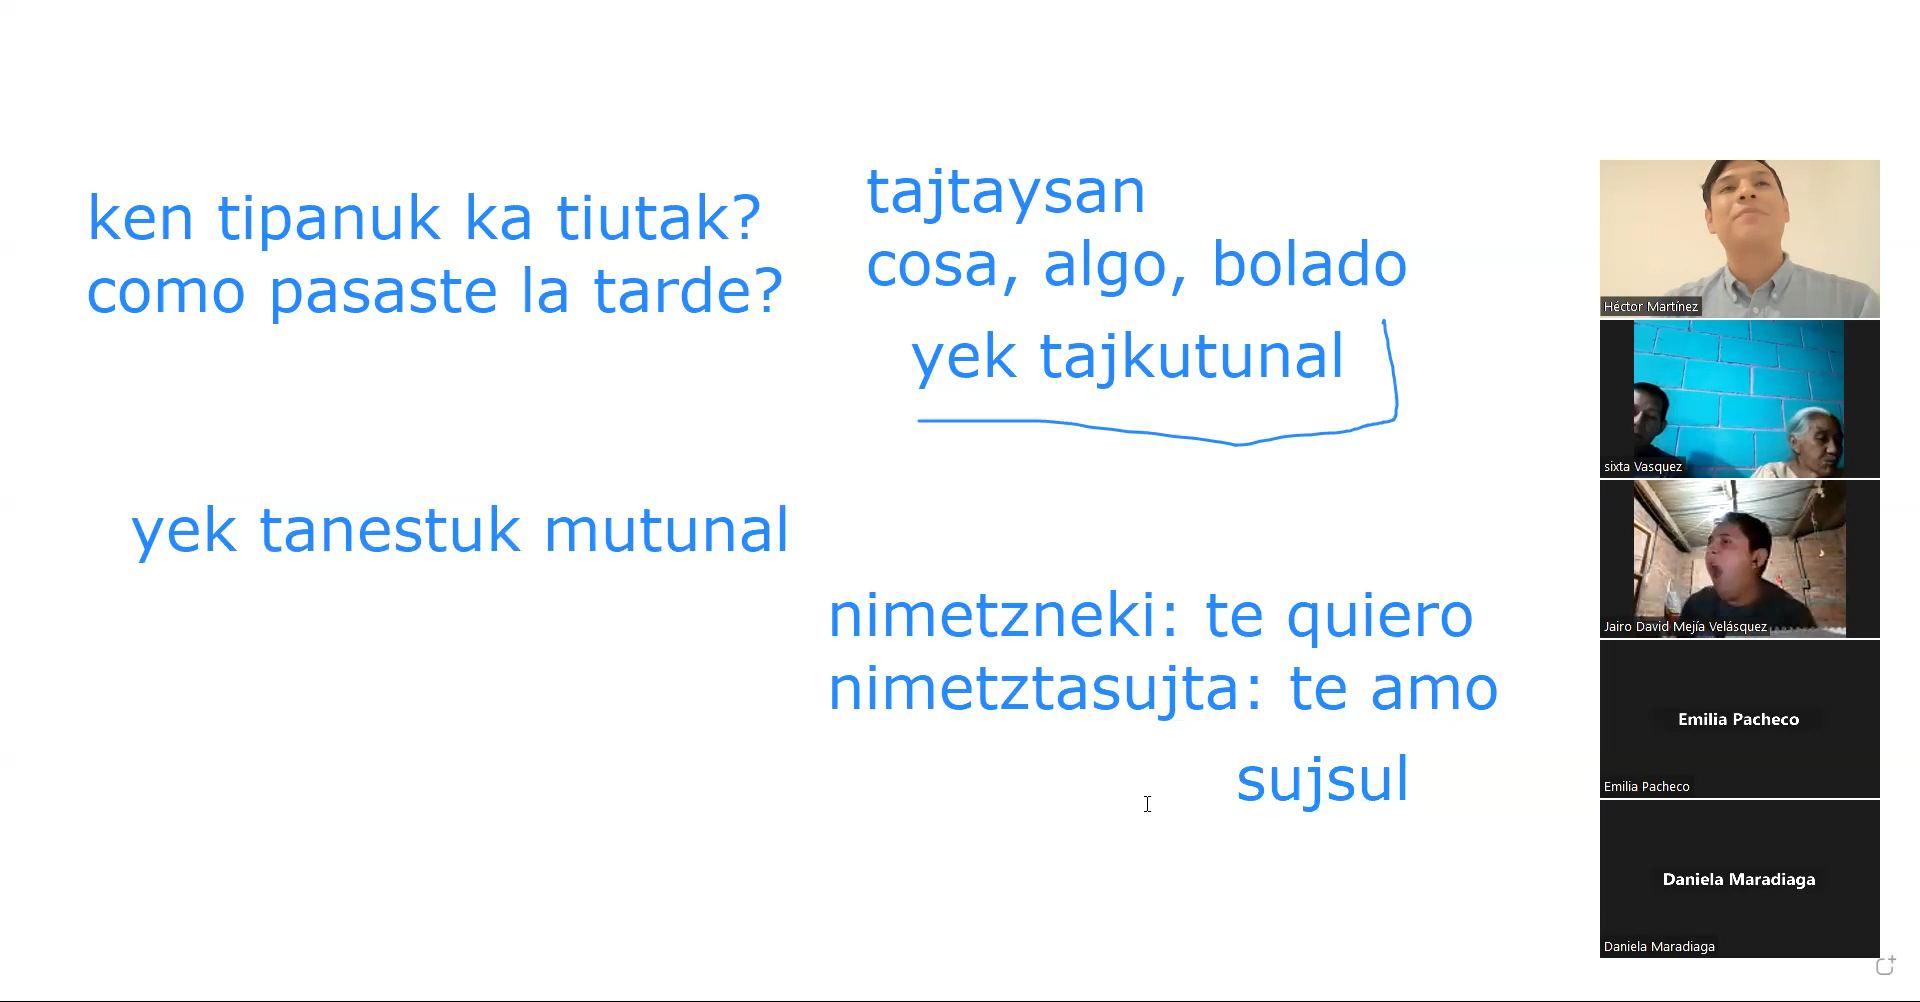 ken tipanuk ka tiutak?
como pasaste la tarde?
tajtaysan
cosa, algo, bolado
yek tajkutunal
yek tanestuk mutunal
nimetzneki: te quiero
nimetztasujta: te amo
sujsul
Héctor Martínez
sixta Vasquez
Jairo David Mejía Velásquez
Emilia Pacheco
Emilia Pacheco
Daniela Maradiaga
Daniela Maradiaga